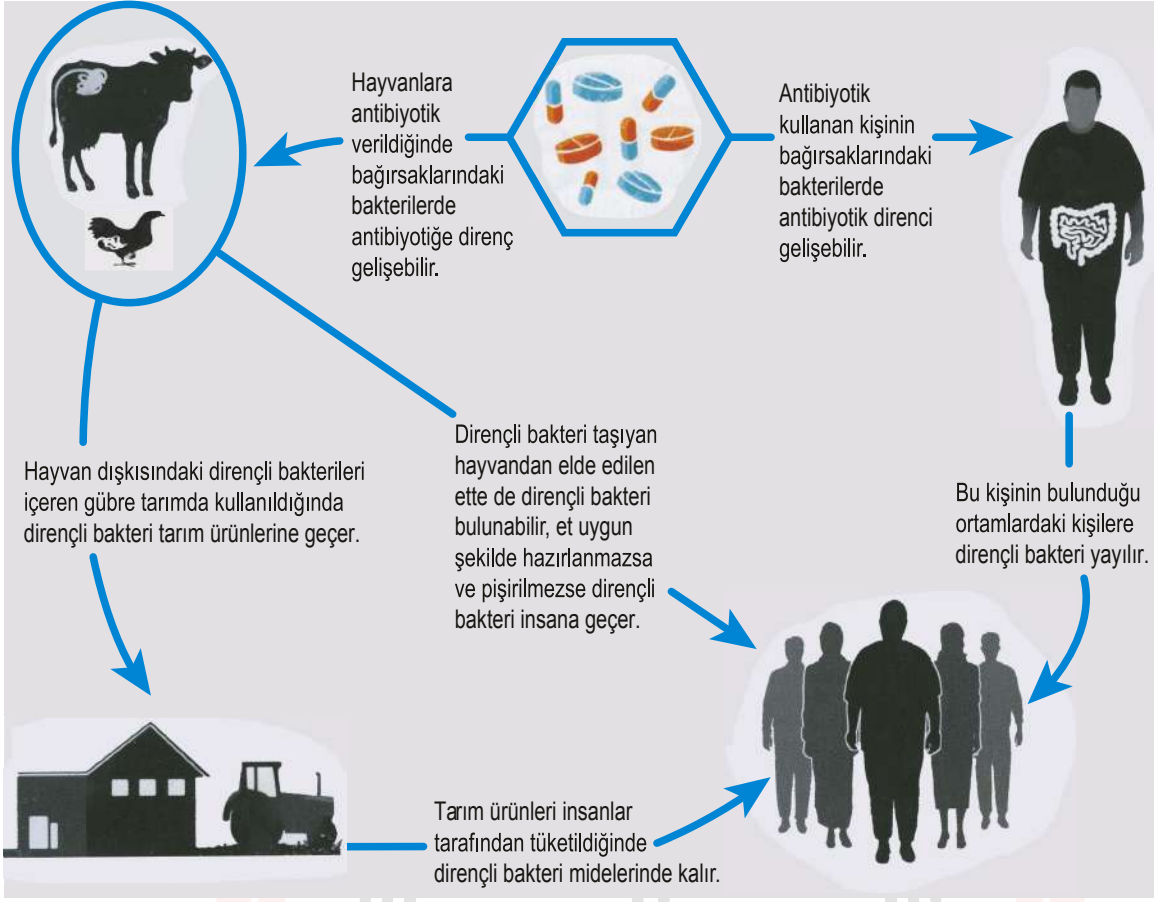 Hayvanlara
antibiyotik
verildiğinde
bağırsaklarındaki
bakterilerde
antibiyotiğe direnç
gelişebilir.
Antibiyotik
kullanan kişinin
bağırsaklarındaki
bakterilerde
antibiyotik direnci
gelişebilir.
Hayvan dışkısındaki dirençli bakterileri
içeren gübre tarımda kullanıldığında
dirençli bakteri tarım ürünlerine geçer.
Dirençli bakteri taşıyan
hayvandan elde edilen
ette de dirençli bakteri
bulunabilir, et uygun
şekilde hazırlanmazsa
ve pişirilmezse dirençli
bakteri insana geçer.
Bu kişinin bulunduğu
ortamlardaki kişilere
dirençli bakteri yayılır.
Tarım ürünleri insanlar
tarafından tüketildiğinde
dirençli bakteri midelerinde kalır.